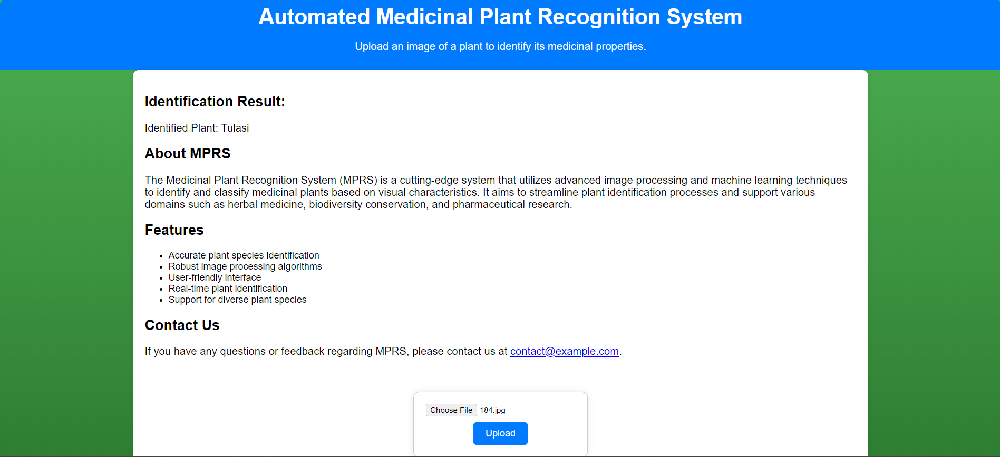 Automated Medicinal Plant Recognition System
Upload an image of a plant to identify its medicinal properties.
Identification Result:
Identified Plant: Tulasi
About MPRS
The Medicinal Plant Recognition System (MPRS) is a cutting-edge system that utilizes advanced image processing and machine learning techniques
to identify and classify medicinal plants based on visual characteristics. It aims to streamline plant identification processes and support various
domains such as herbal medicine, biodiversity conservation, and pharmaceutical research.
Features
• Accurate plant species identification
• Robust image processing algorithms
• User-friendly interface
• Real-time plant identification
• Support for diverse plant species
Contact Us
If you have any questions or feedback regarding MPRS, please contact us at contact@example.com.
Choose File 184.jpg
Upload